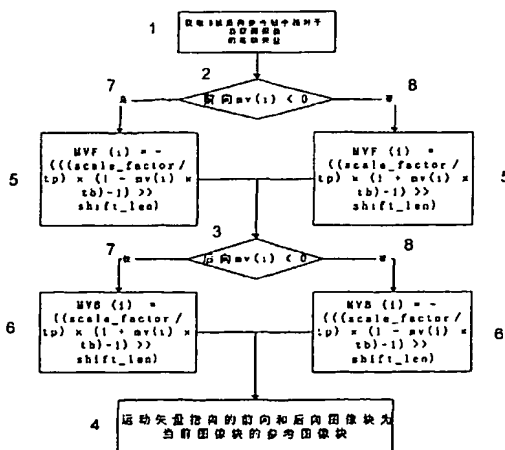 1
2
7
8
前向mv(i) < 0
否
5
MVF (i) = -
(((scale_factor/
tp) × (1 - mv(i) ×
tb)-1) >>
shift_len)
MVF (i) =
((scale_factor/
tp) × (1 + mv(i) ×
tb)-1) >>
shift_len)
5
3
7
8
后向mv(i) < 0
6
MVB (i) =
((scale_factor/
tp) × (1 + mv(i) ×
tb)-1) >>
shift_len)
MVB (i) = -
(((scale_factor/
tp) × (1 - mv(i) ×
tb)-1) >>
shift_len)
6
4
运动矢量指向的前向和后向图像块为
当前图像块的参考图像块